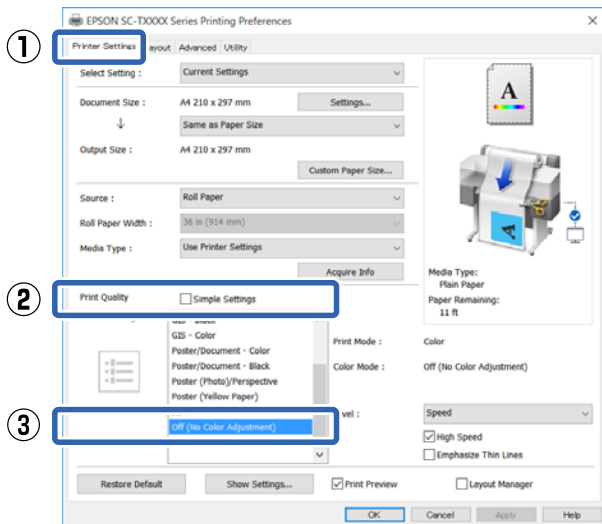 EPSON SC-TXXXX Series Printing Preferences
1
Printer Settings ayout Advanced Utility
Select Setting : Current Settings
Document Size : A4 210 x 297 mm Settings...
Same as Paper Size
Output Size : A4 210 x 297 mm
Custom Paper Size...
A
Source : Roll Paper
Roll Paper Width : 36 in (914 mm)
Media Type : Use Printer Settings
Acquire Info
A
Media Type:
Plain Paper
Paper Remaining:
11 ft
2
Print Quality Simple Settings
GIS - Color
Poster/Document - Color
Poster/Document - Black
Poster (Photo)/Perspective
Poster (Yellow Paper)
Print Mode : Color
Color Mode : Off (No Color Adjustment)
3
Off (No Color Adjustment)
vel : Speed
High Speed
Emphasize Thin Lines
Restore Default Show Settings... Print Preview Layout Manager
OK Cancel Apply Help